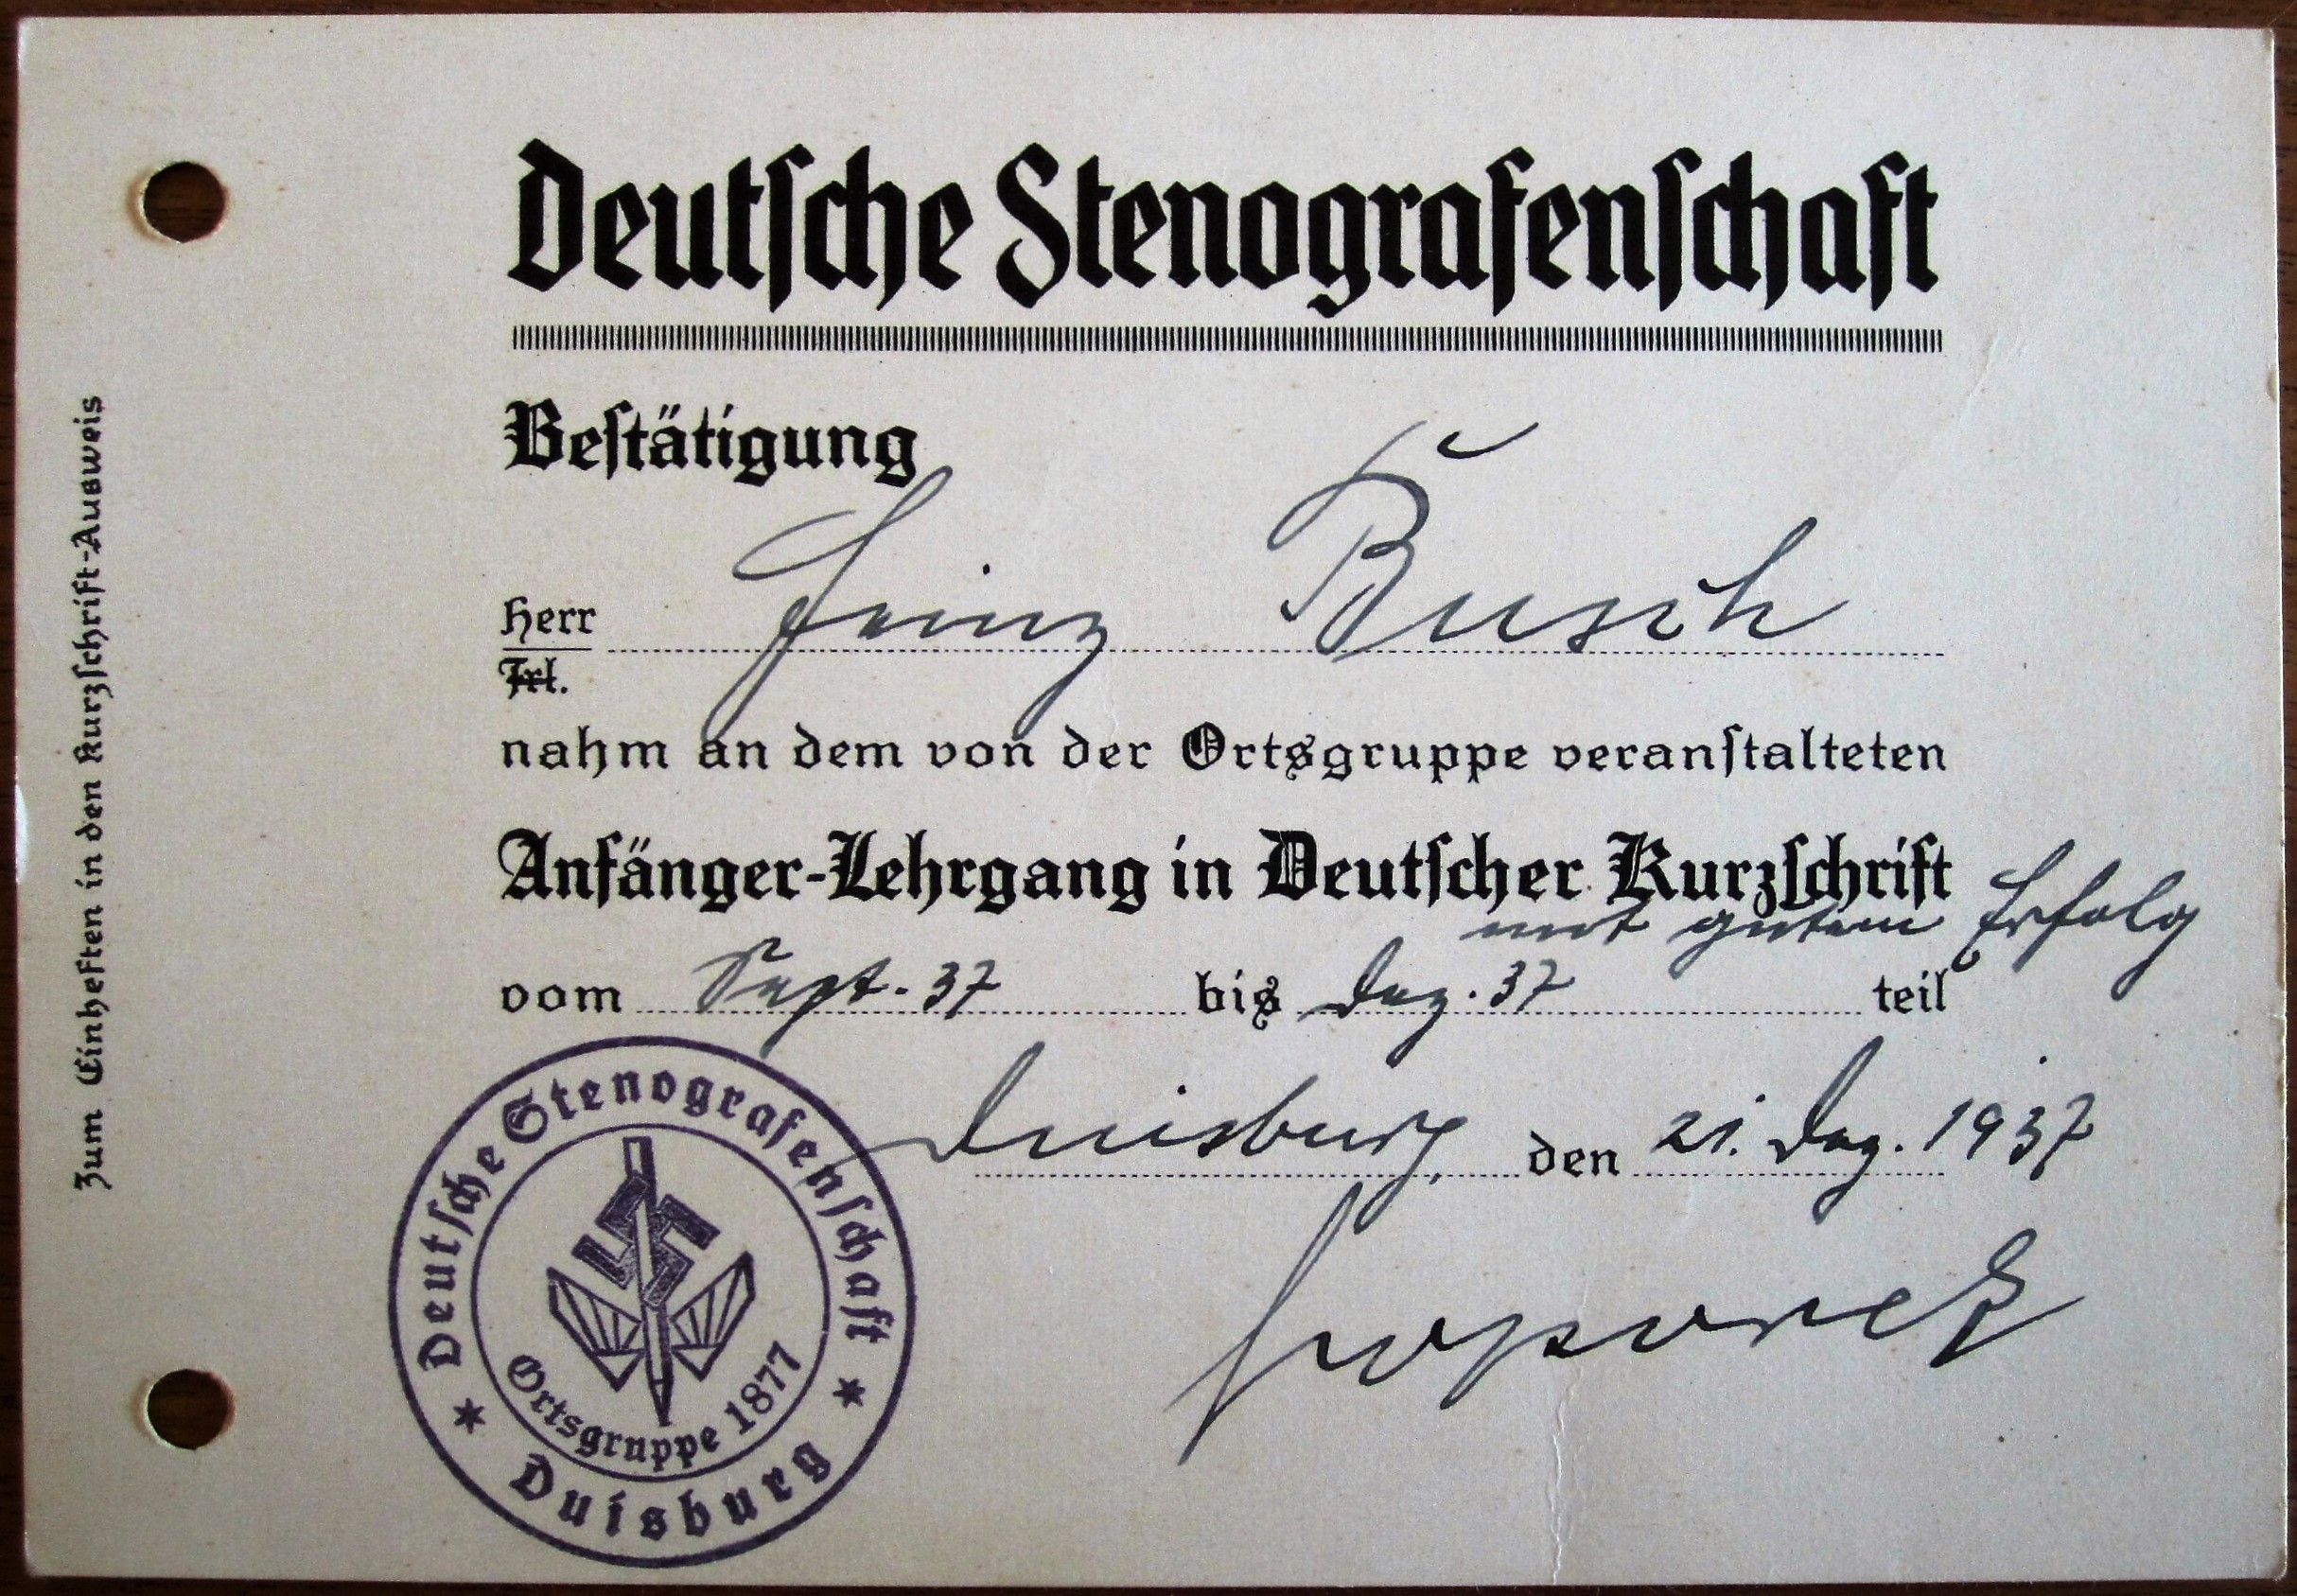 Deutsche Stenografenschaft
Bestätigung
Herr Heinz Busch
Frl.
nahm an dem von der Ortsgruppe veranstalteten
Anfänger-Lehrgang in Deutscher Kurzschrift
mit gutem Erfolg
vom Sept. 37 bis Dez. 37 teil
Duisburg, den 21. Dez. 1937
Deutsche Stenografenschaft
Ortsgruppe 1877
* Duisburg *
Zum Einheften in den Kurzschrift-Ausweis